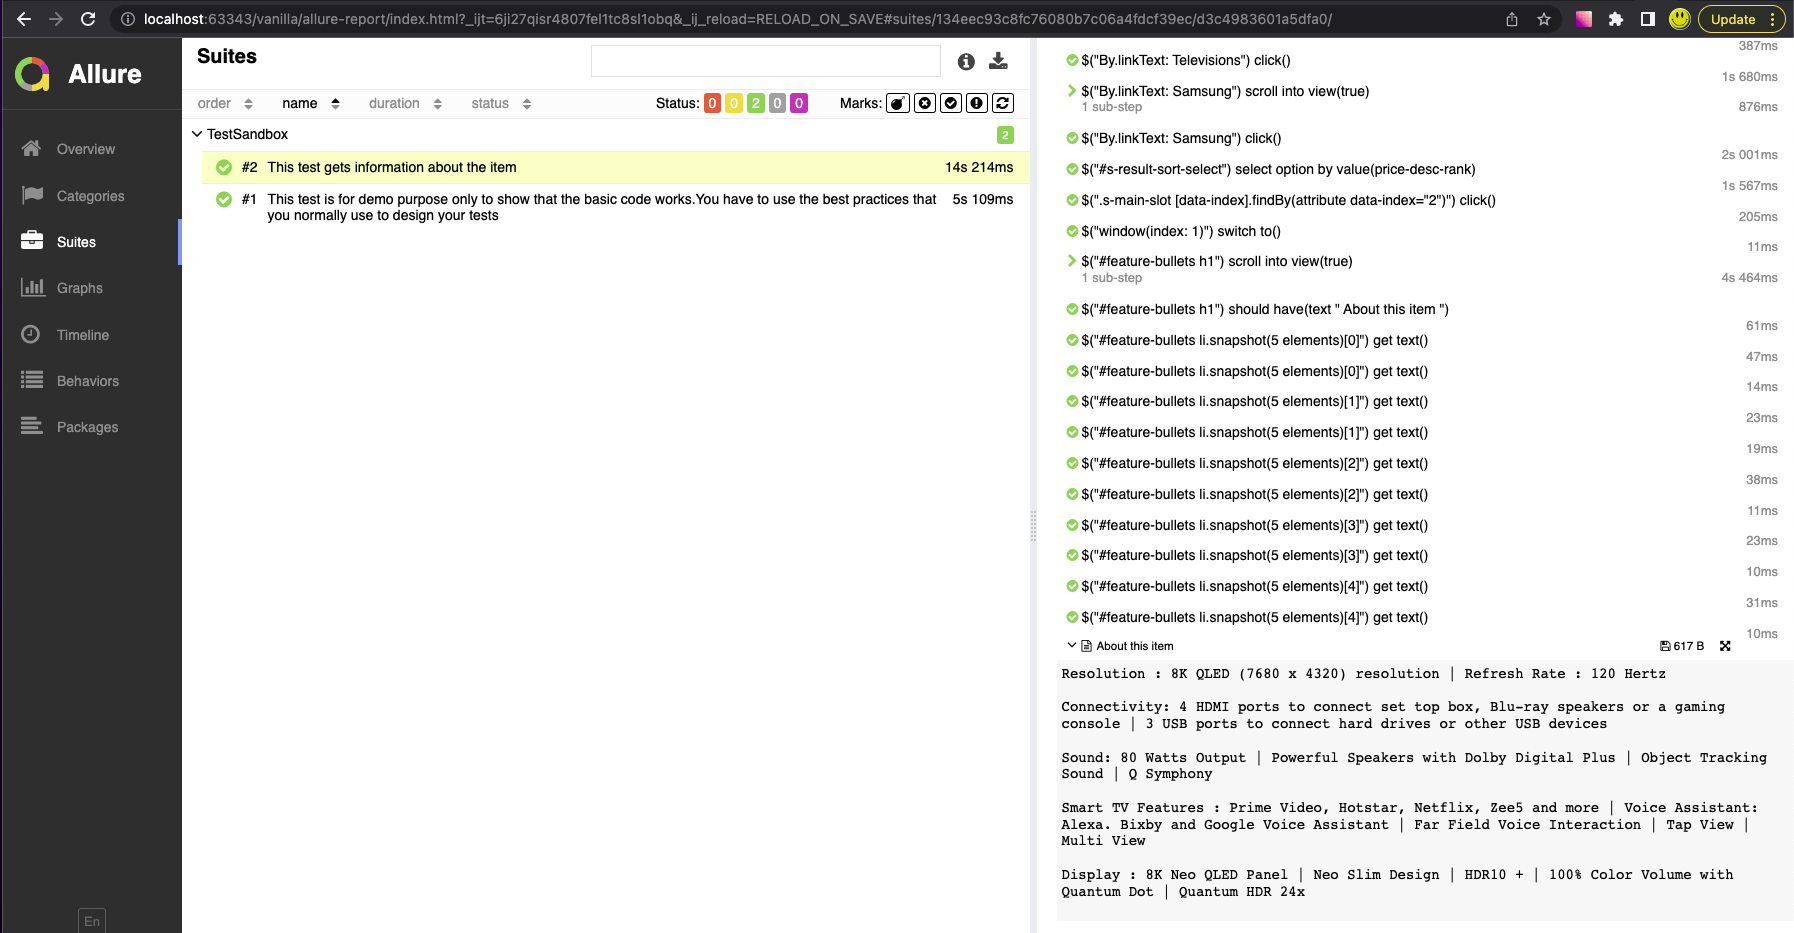 localhost:63343/vanilla/allure-report/index.html?_ijt=6ji27qisr4807fel1tc8sl1obq&_ij_reload=RELOAD_ON_SAVE#suites/134eec93c8fc76080b7c06a4fdcf39ec/d3c4983601a5dfa0/
Update
Allure
Overview
Categories
Suites
Graphs
Timeline
Behaviors
Packages
En
Suites
order name duration status Status: 0 0 2 0 0 Marks:
TestSandbox 2
#2 This test gets information about the item 14s 214ms
#1 This test is for demo purpose only to show that the basic code works.You have to use the best practices that 5s 109ms
you normally use to design your tests
387ms
$("By.linkText: Televisions") click()
1s 680ms
$("By.linkText: Samsung") scroll into view(true)
1 sub-step 876ms
$("By.linkText: Samsung") click()
2s 001ms
$("#s-result-sort-select") select option by value(price-desc-rank)
1s 567ms
$(".s-main-slot [data-index].findBy(attribute data-index="2")") click()
205ms
$("window(index: 1)") switch to()
11ms
$("#feature-bullets h1") scroll into view(true)
1 sub-step 4s 464ms
$("#feature-bullets h1") should have(text " About this item ")
61ms
$("#feature-bullets li.snapshot(5 elements)[0]") get text()
47ms
$("#feature-bullets li.snapshot(5 elements)[0]") get text()
14ms
$("#feature-bullets li.snapshot(5 elements)[1]") get text()
23ms
$("#feature-bullets li.snapshot(5 elements)[1]") get text()
19ms
$("#feature-bullets li.snapshot(5 elements)[2]") get text()
38ms
$("#feature-bullets li.snapshot(5 elements)[2]") get text()
11ms
$("#feature-bullets li.snapshot(5 elements)[3]") get text()
23ms
$("#feature-bullets li.snapshot(5 elements)[3]") get text()
10ms
$("#feature-bullets li.snapshot(5 elements)[4]") get text()
31ms
$("#feature-bullets li.snapshot(5 elements)[4]") get text()
10ms
About this item 617 B
Resolution : 8K QLED (7680 x 4320) resolution | Refresh Rate : 120 Hertz
Connectivity: 4 HDMI ports to connect set top box, Blu-ray speakers or a gaming
console | 3 USB ports to connect hard drives or other USB devices
Sound: 80 Watts Output | Powerful Speakers with Dolby Digital Plus | Object Tracking
Sound | Q Symphony
Smart TV Features : Prime Video, Hotstar, Netflix, Zee5 and more | Voice Assistant:
Alexa. Bixby and Google Voice Assistant | Far Field Voice Interaction | Tap View |
Multi View
Display : 8K Neo QLED Panel | Neo Slim Design | HDR10 + | 100% Color Volume with
Quantum Dot | Quantum HDR 24x